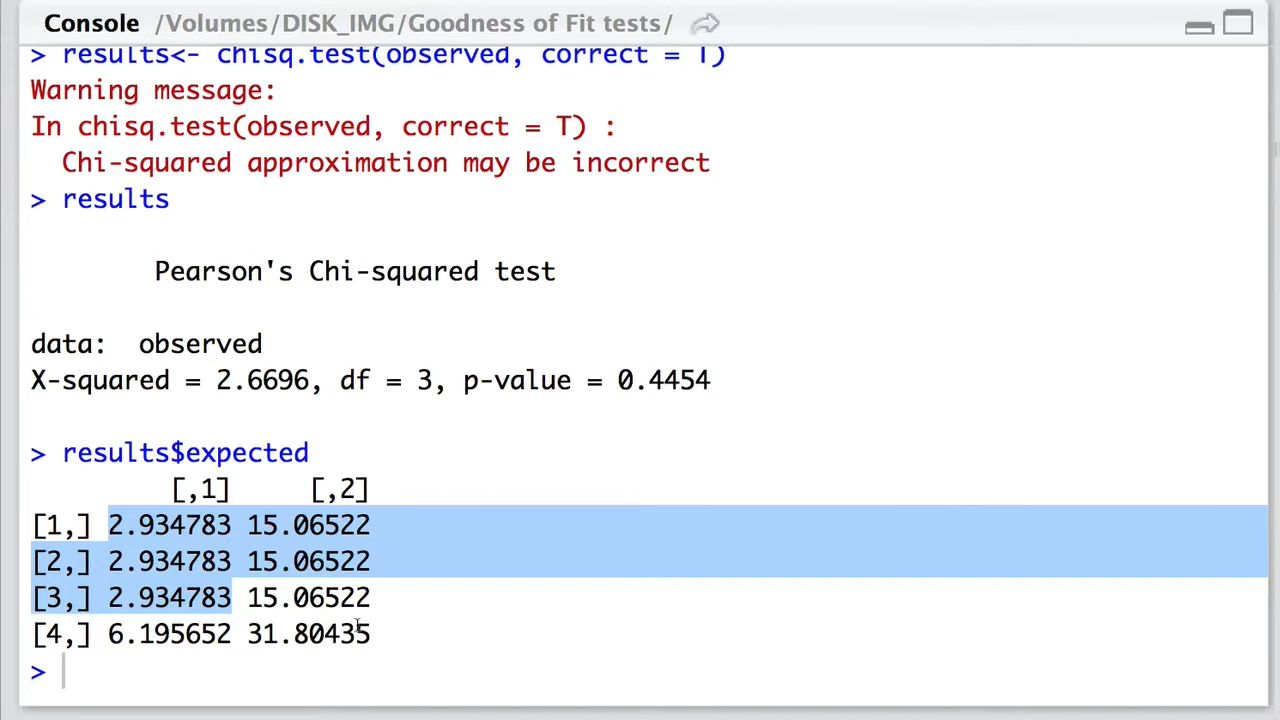 Console /Volumes/DISK_IMG/Goodness of Fit tests/
> results<- chisq.test(observed, correct = T)
Warning message:
In chisq.test(observed, correct = T) :
  Chi-squared approximation may be incorrect
> results
        Pearson's Chi-squared test
data:  observed
X-squared = 2.6696, df = 3, p-value = 0.4454
> results$expected
         [,1]     [,2]
[1,] 2.934783 15.06522
[2,] 2.934783 15.06522
[3,] 2.934783 15.06522
[4,] 6.195652 31.80435
>